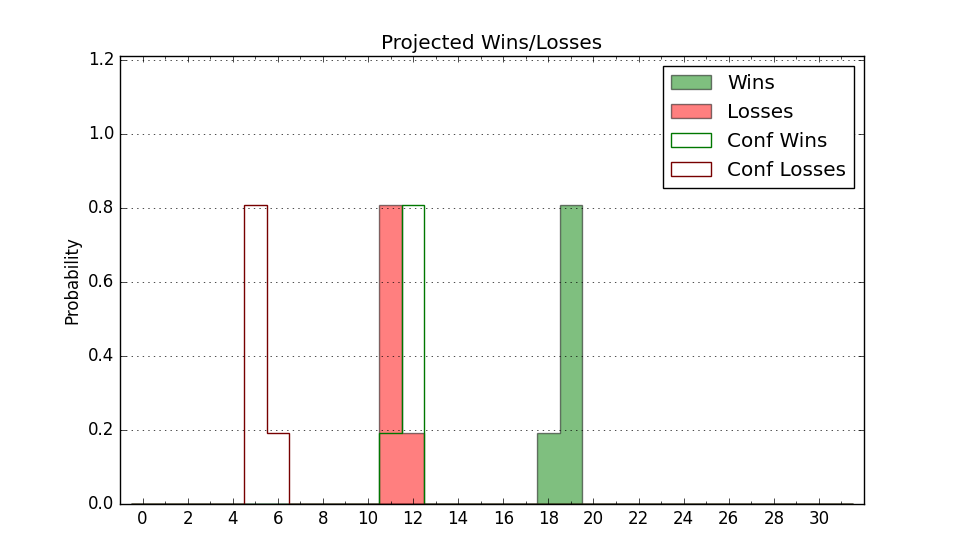 Projected Wins/Losses
1.2
1.0
0.8
0.6
0.4
0.2
0.0
Probability
Wins
Losses
Conf Wins
Conf Losses
0 2 4 6 8 10 12 14 16 18 20 22 24 26 28 30